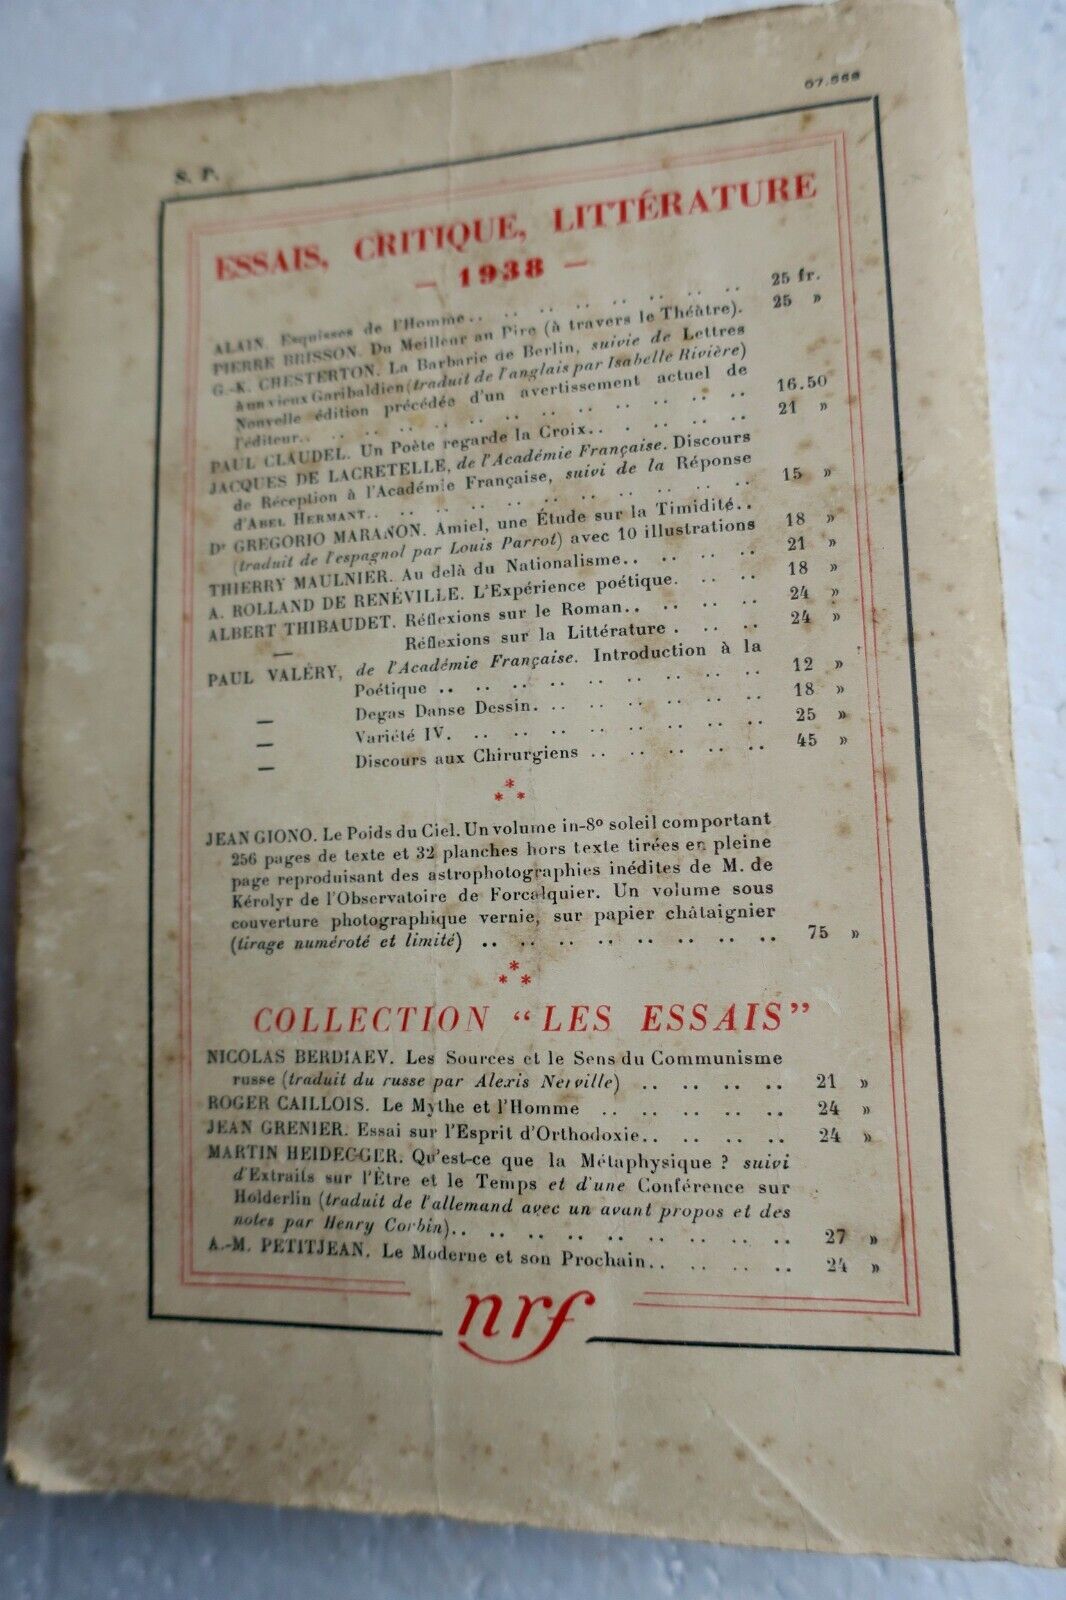 S. P.
07.568
ESSAIS, CRITIQUE, LITTÉRATURE
— 1938 —
ALAIN. Esquisses de l'Homme.. .. .. .. .. .. .. .. 25 fr.
PIERRE BRISSON. Du Meilleur au Pire (à travers le Théâtre). 25 »
G.-K. CHESTERTON. La Barbarie de Berlin, suivie de Lettres
à un vieux Garibaldien (traduit de l'anglais par Isabelle Rivière)
Nouvelle édition précédée d'un avertissement actuel de
l'éditeur.. .. .. .. .. .. .. .. .. .. .. .. 16.50
PAUL CLAUDEL. Un Poète regarde la Croix.. .. .. .. .. 21 »
JACQUES DE LACRETELLE, de l'Académie Française. Discours
de Réception à l'Académie Française, suivi de la Réponse
d'ABEL HERMANT.. .. .. .. .. .. .. .. .. .. 15 »
Dr GREGORIO MARAÑON. Amiel, une Étude sur la Timidité..
(traduit de l'espagnol par Louis Parrot) avec 10 illustrations 18 »
THIERRY MAULNIER. Au delà du Nationalisme.. .. .. .. 21 »
A. ROLLAND DE RENÉVILLE. L'Expérience poétique. .. .. 18 »
ALBERT THIBAUDET. Réflexions sur le Roman.. .. .. .. 24 »
— Réflexions sur la Littérature . .. .. 24 »
PAUL VALÉRY, de l'Académie Française. Introduction à la
Poétique .. .. .. .. .. .. .. .. .. 12 »
— Degas Danse Dessin. .. .. .. .. .. .. 18 »
— Variété IV. .. .. .. .. .. .. .. .. 25 »
— Discours aux Chirurgiens .. .. .. .. .. 45 »
***
JEAN GIONO. Le Poids du Ciel. Un volume in-8º soleil comportant
256 pages de texte et 32 planches hors texte tirées en pleine
page reproduisant des astrophotographies inédites de M. de
Kérolyr de l'Observatoire de Forcalquier. Un volume sous
couverture photographique vernie, sur papier châtaignier
(tirage numéroté et limité) .. .. .. .. .. .. .. .. 75 »
***
COLLECTION “LES ESSAIS”
NICOLAS BERDIAEV. Les Sources et le Sens du Communisme
russe (traduit du russe par Alexis Nerville) .. .. .. .. 21 »
ROGER CAILLOIS. Le Mythe et l'Homme .. .. .. .. .. 24 »
JEAN GRENIER. Essai sur l'Esprit d'Orthodoxie.. .. .. .. 24 »
MARTIN HEIDEGGER. Qu'est-ce que la Métaphysique ? suivi
d'Extraits sur l'Être et le Temps et d'une Conférence sur
Hölderlin (traduit de l'allemand avec un avant propos et des
notes par Henry Corbin).. .. .. .. .. .. .. .. .. 27 »
A.-M. PETITJEAN. Le Moderne et son Prochain.. .. .. .. 24 »
nrf